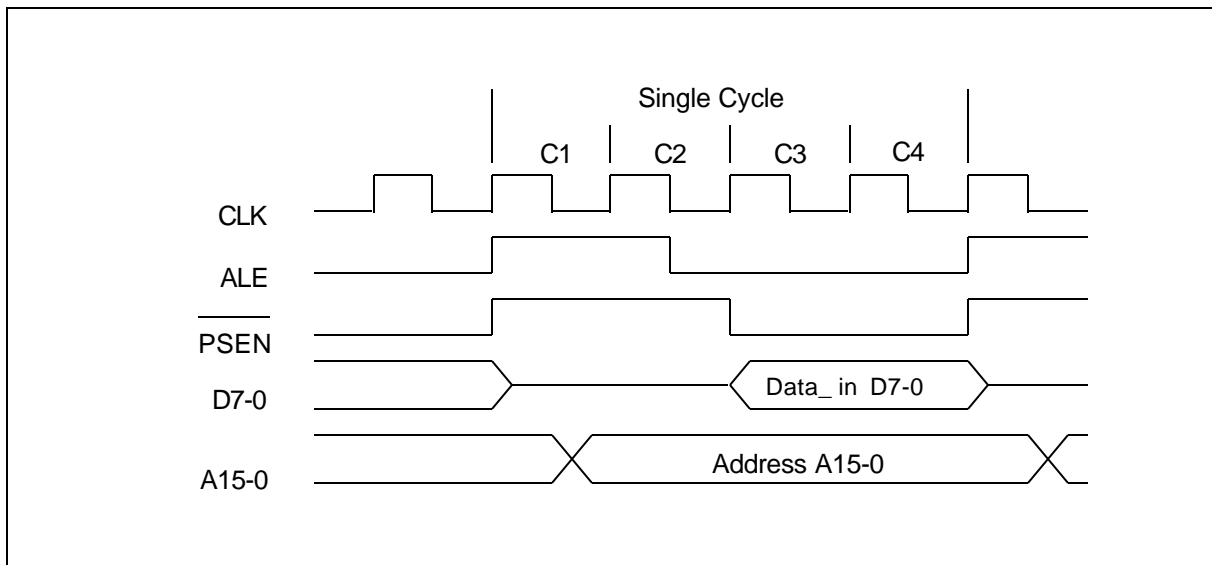 Single Cycle
C1 C2 C3 C4
CLK
ALE
PSEN
D7-0 Data_ in D7-0
A15-0 Address A15-0